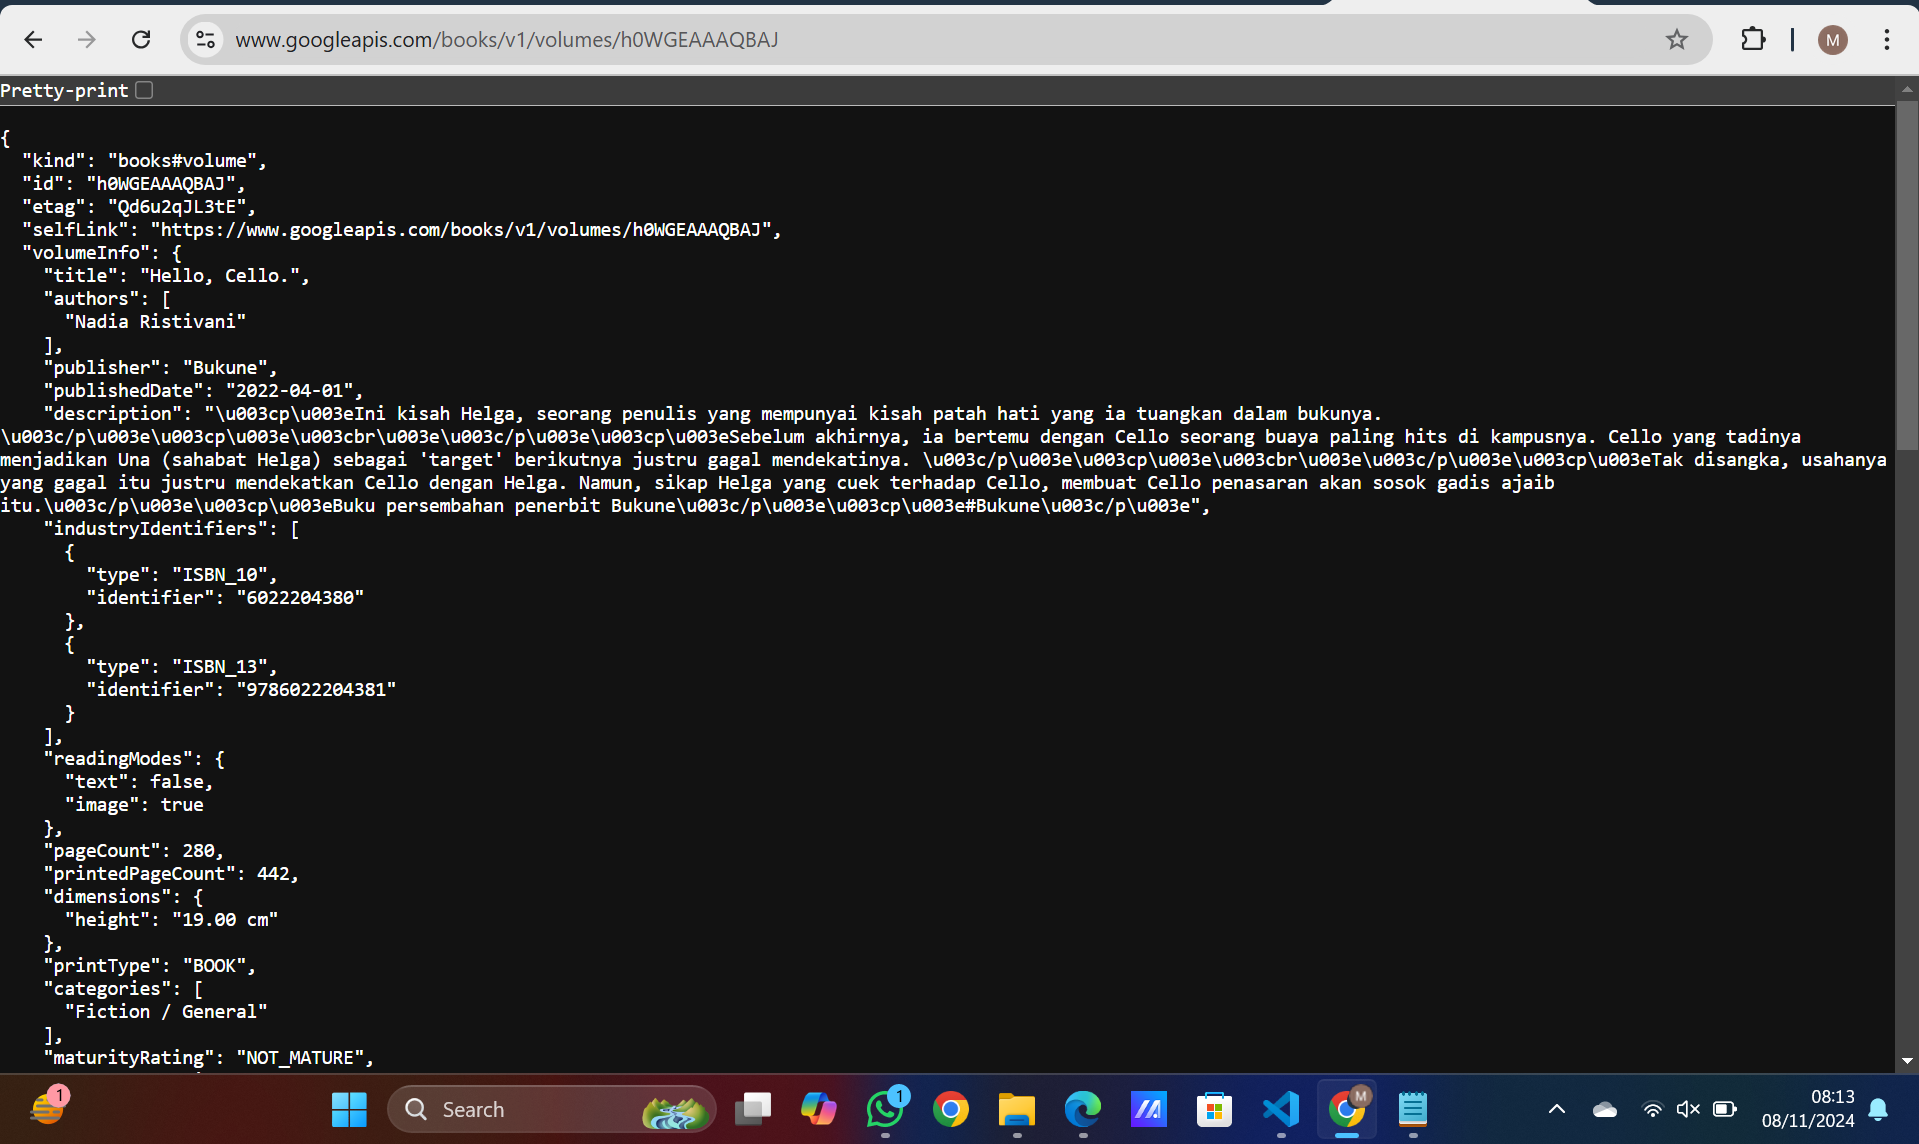 www.googleapis.com/books/v1/volumes/h0WGEAAAQBAJ
M
Pretty-print
{
  "kind": "books#volume",
  "id": "h0WGEAAAQBAJ",
  "etag": "Qd6u2qJL3tE",
  "selfLink": "https://www.googleapis.com/books/v1/volumes/h0WGEAAAQBAJ",
  "volumeInfo": {
    "title": "Hello, Cello.",
    "authors": [
      "Nadia Ristivani"
    ],
    "publisher": "Bukune",
    "publishedDate": "2022-04-01",
    "description": "\u003cp\u003eIni kisah Helga, seorang penulis yang mempunyai kisah patah hati yang ia tuangkan dalam bukunya.
\u003c/p\u003e\u003cp\u003e\u003cbr\u003e\u003c/p\u003e\u003cp\u003eSebelum akhirnya, ia bertemu dengan Cello seorang buaya paling hits di kampusnya. Cello yang tadinya
menjadikan Una (sahabat Helga) sebagai 'target' berikutnya justru gagal mendekatinya. \u003c/p\u003e\u003cp\u003e\u003cbr\u003e\u003c/p\u003e\u003cp\u003eTak disangka, usahanya
yang gagal itu justru mendekatkan Cello dengan Helga. Namun, sikap Helga yang cuek terhadap Cello, membuat Cello penasaran akan sosok gadis ajaib
itu.\u003c/p\u003e\u003cp\u003eBuku persembahan penerbit Bukune\u003c/p\u003e\u003cp\u003e#Bukune\u003c/p\u003e",
    "industryIdentifiers": [
      {
        "type": "ISBN_10",
        "identifier": "6022204380"
      },
      {
        "type": "ISBN_13",
        "identifier": "9786022204381"
      }
    ],
    "readingModes": {
      "text": false,
      "image": true
    },
    "pageCount": 280,
    "printedPageCount": 442,
    "dimensions": {
      "height": "19.00 cm"
    },
    "printType": "BOOK",
    "categories": [
      "Fiction / General"
    ],
    "maturityRating": "NOT_MATURE",
1
Search
1
M
08:13
08/11/2024